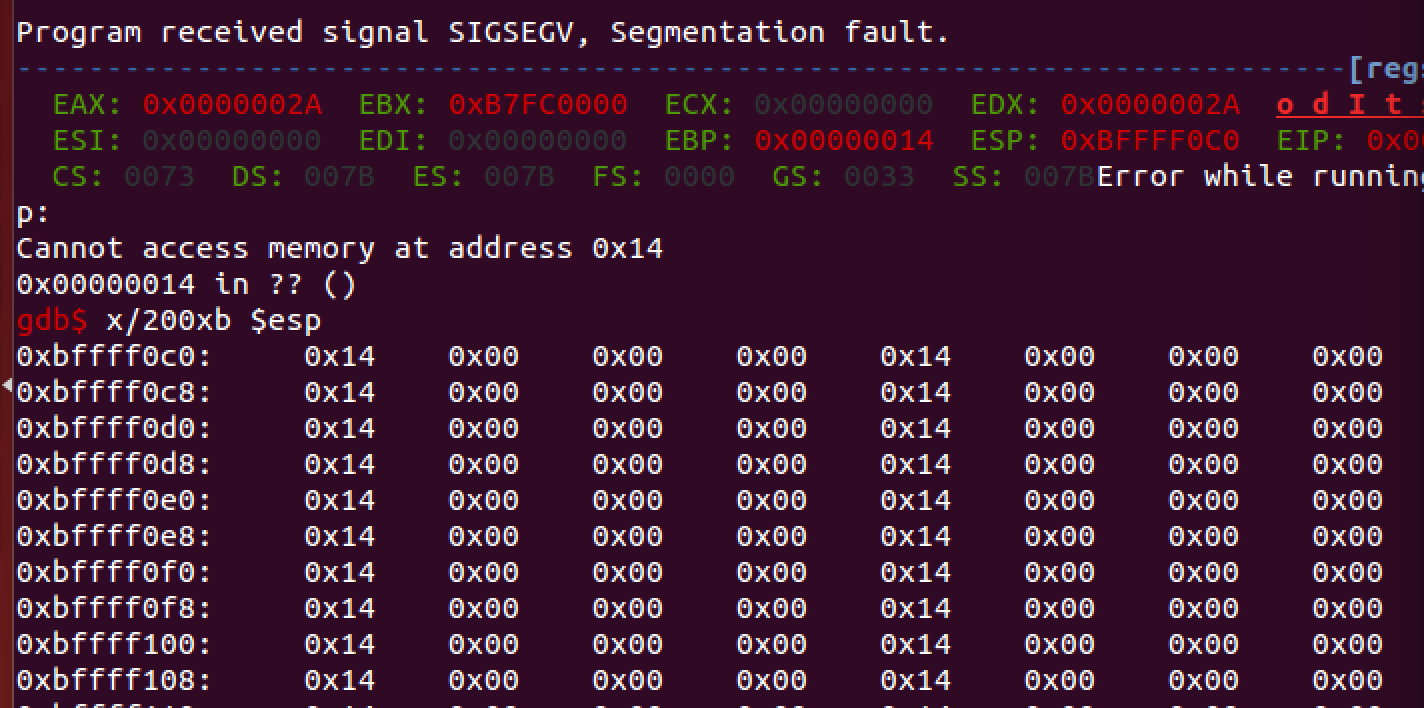 Program received signal SIGSEGV, Segmentation fault.
--------------------------------------------------------------------------[regs
EAX: 0x0000002A EBX: 0xB7FC0000 ECX: 0x00000000 EDX: 0x0000002A o d I t
ESI: 0x00000000 EDI: 0x00000000 EBP: 0x00000014 ESP: 0xBFFFF0C0 EIP: 0x00
CS: 0073 DS: 007B ES: 007B FS: 0000 GS: 0033 SS: 007BError while running
p:
Cannot access memory at address 0x14
0x00000014 in ?? ()
gdb$ x/200xb $esp
0xbffff0c0: 0x14 0x00 0x00 0x00 0x14 0x00 0x00 0x00
0xbffff0c8: 0x14 0x00 0x00 0x00 0x14 0x00 0x00 0x00
0xbffff0d0: 0x14 0x00 0x00 0x00 0x14 0x00 0x00 0x00
0xbffff0d8: 0x14 0x00 0x00 0x00 0x14 0x00 0x00 0x00
0xbffff0e0: 0x14 0x00 0x00 0x00 0x14 0x00 0x00 0x00
0xbffff0e8: 0x14 0x00 0x00 0x00 0x14 0x00 0x00 0x00
0xbffff0f0: 0x14 0x00 0x00 0x00 0x14 0x00 0x00 0x00
0xbffff0f8: 0x14 0x00 0x00 0x00 0x14 0x00 0x00 0x00
0xbffff100: 0x14 0x00 0x00 0x00 0x14 0x00 0x00 0x00
0xbffff108: 0x14 0x00 0x00 0x00 0x14 0x00 0x00 0x00